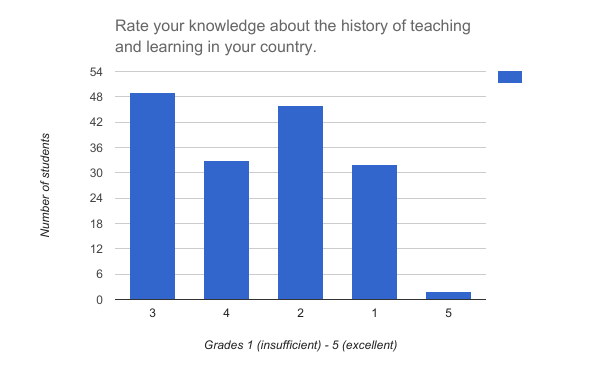 Rate your knowledge about the history of teaching
and learning in your country.
54
48
42
36
30
24
18
12
6
0
Number of students
3 4 2 1 5
Grades 1 (insufficient) - 5 (excellent)